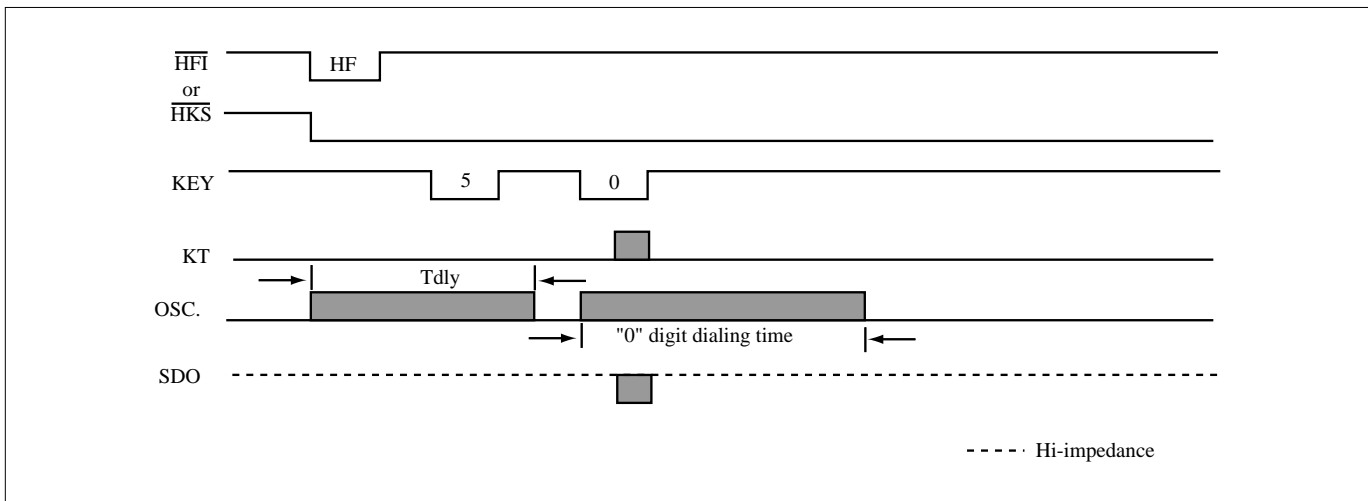 HFI
HF
or
HKS
KEY
5
0
KT
Tdly
OSC.
"0" digit dialing time
SDO
Hi-impedance